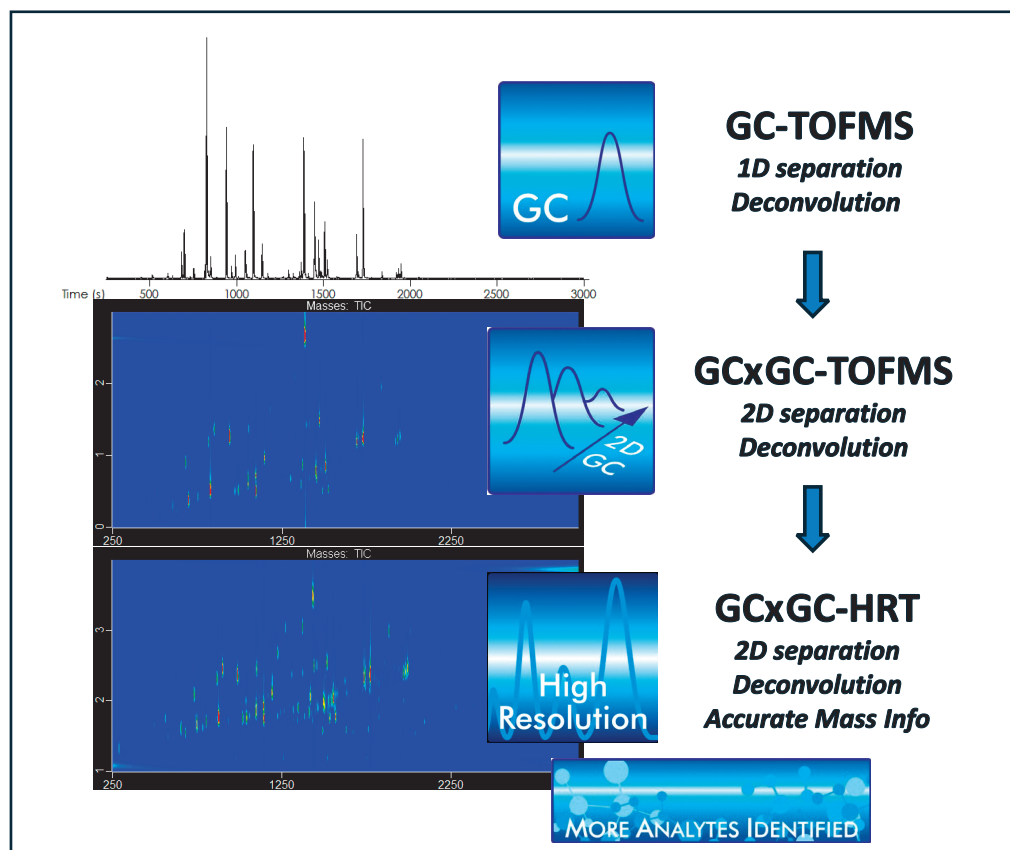 GC
GC-TOFMS
1D separation
Deconvolution
Time (s) 500 1000 1500 2000 2500 3000
Masses: TIC
2
1
0
250 1250 2250
2D
GC
GCxGC-TOFMS
2D separation
Deconvolution
Masses: TIC
3
2
1
250 1250 2250
High
Resolution
GCxGC-HRT
2D separation
Deconvolution
Accurate Mass Info
MORE ANALYTES IDENTIFIED